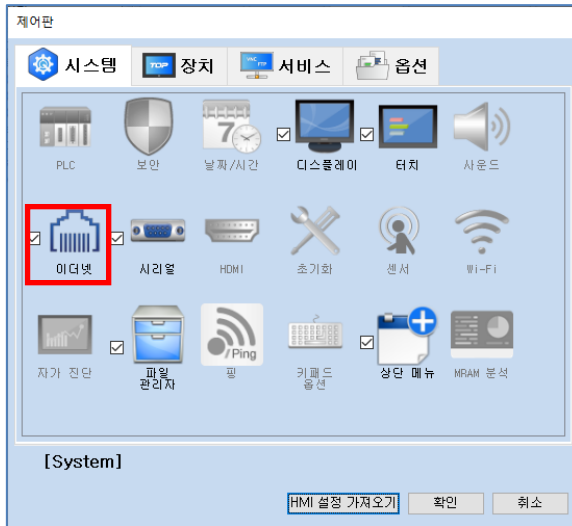 제어판
시스템 TOP 장치 VNC FTP 서비스 옵션
7
PLC 보안 날짜/시간 디스플레이 터치 사운드
이더넷 시리얼 HDMI 초기화 센서 Wi-Fi
/Ping
자가 진단 파일 관리자 핑 키패드 옵션 상단 메뉴 MRAM 분석
[System]
HMI 설정 가져오기 확인 취소